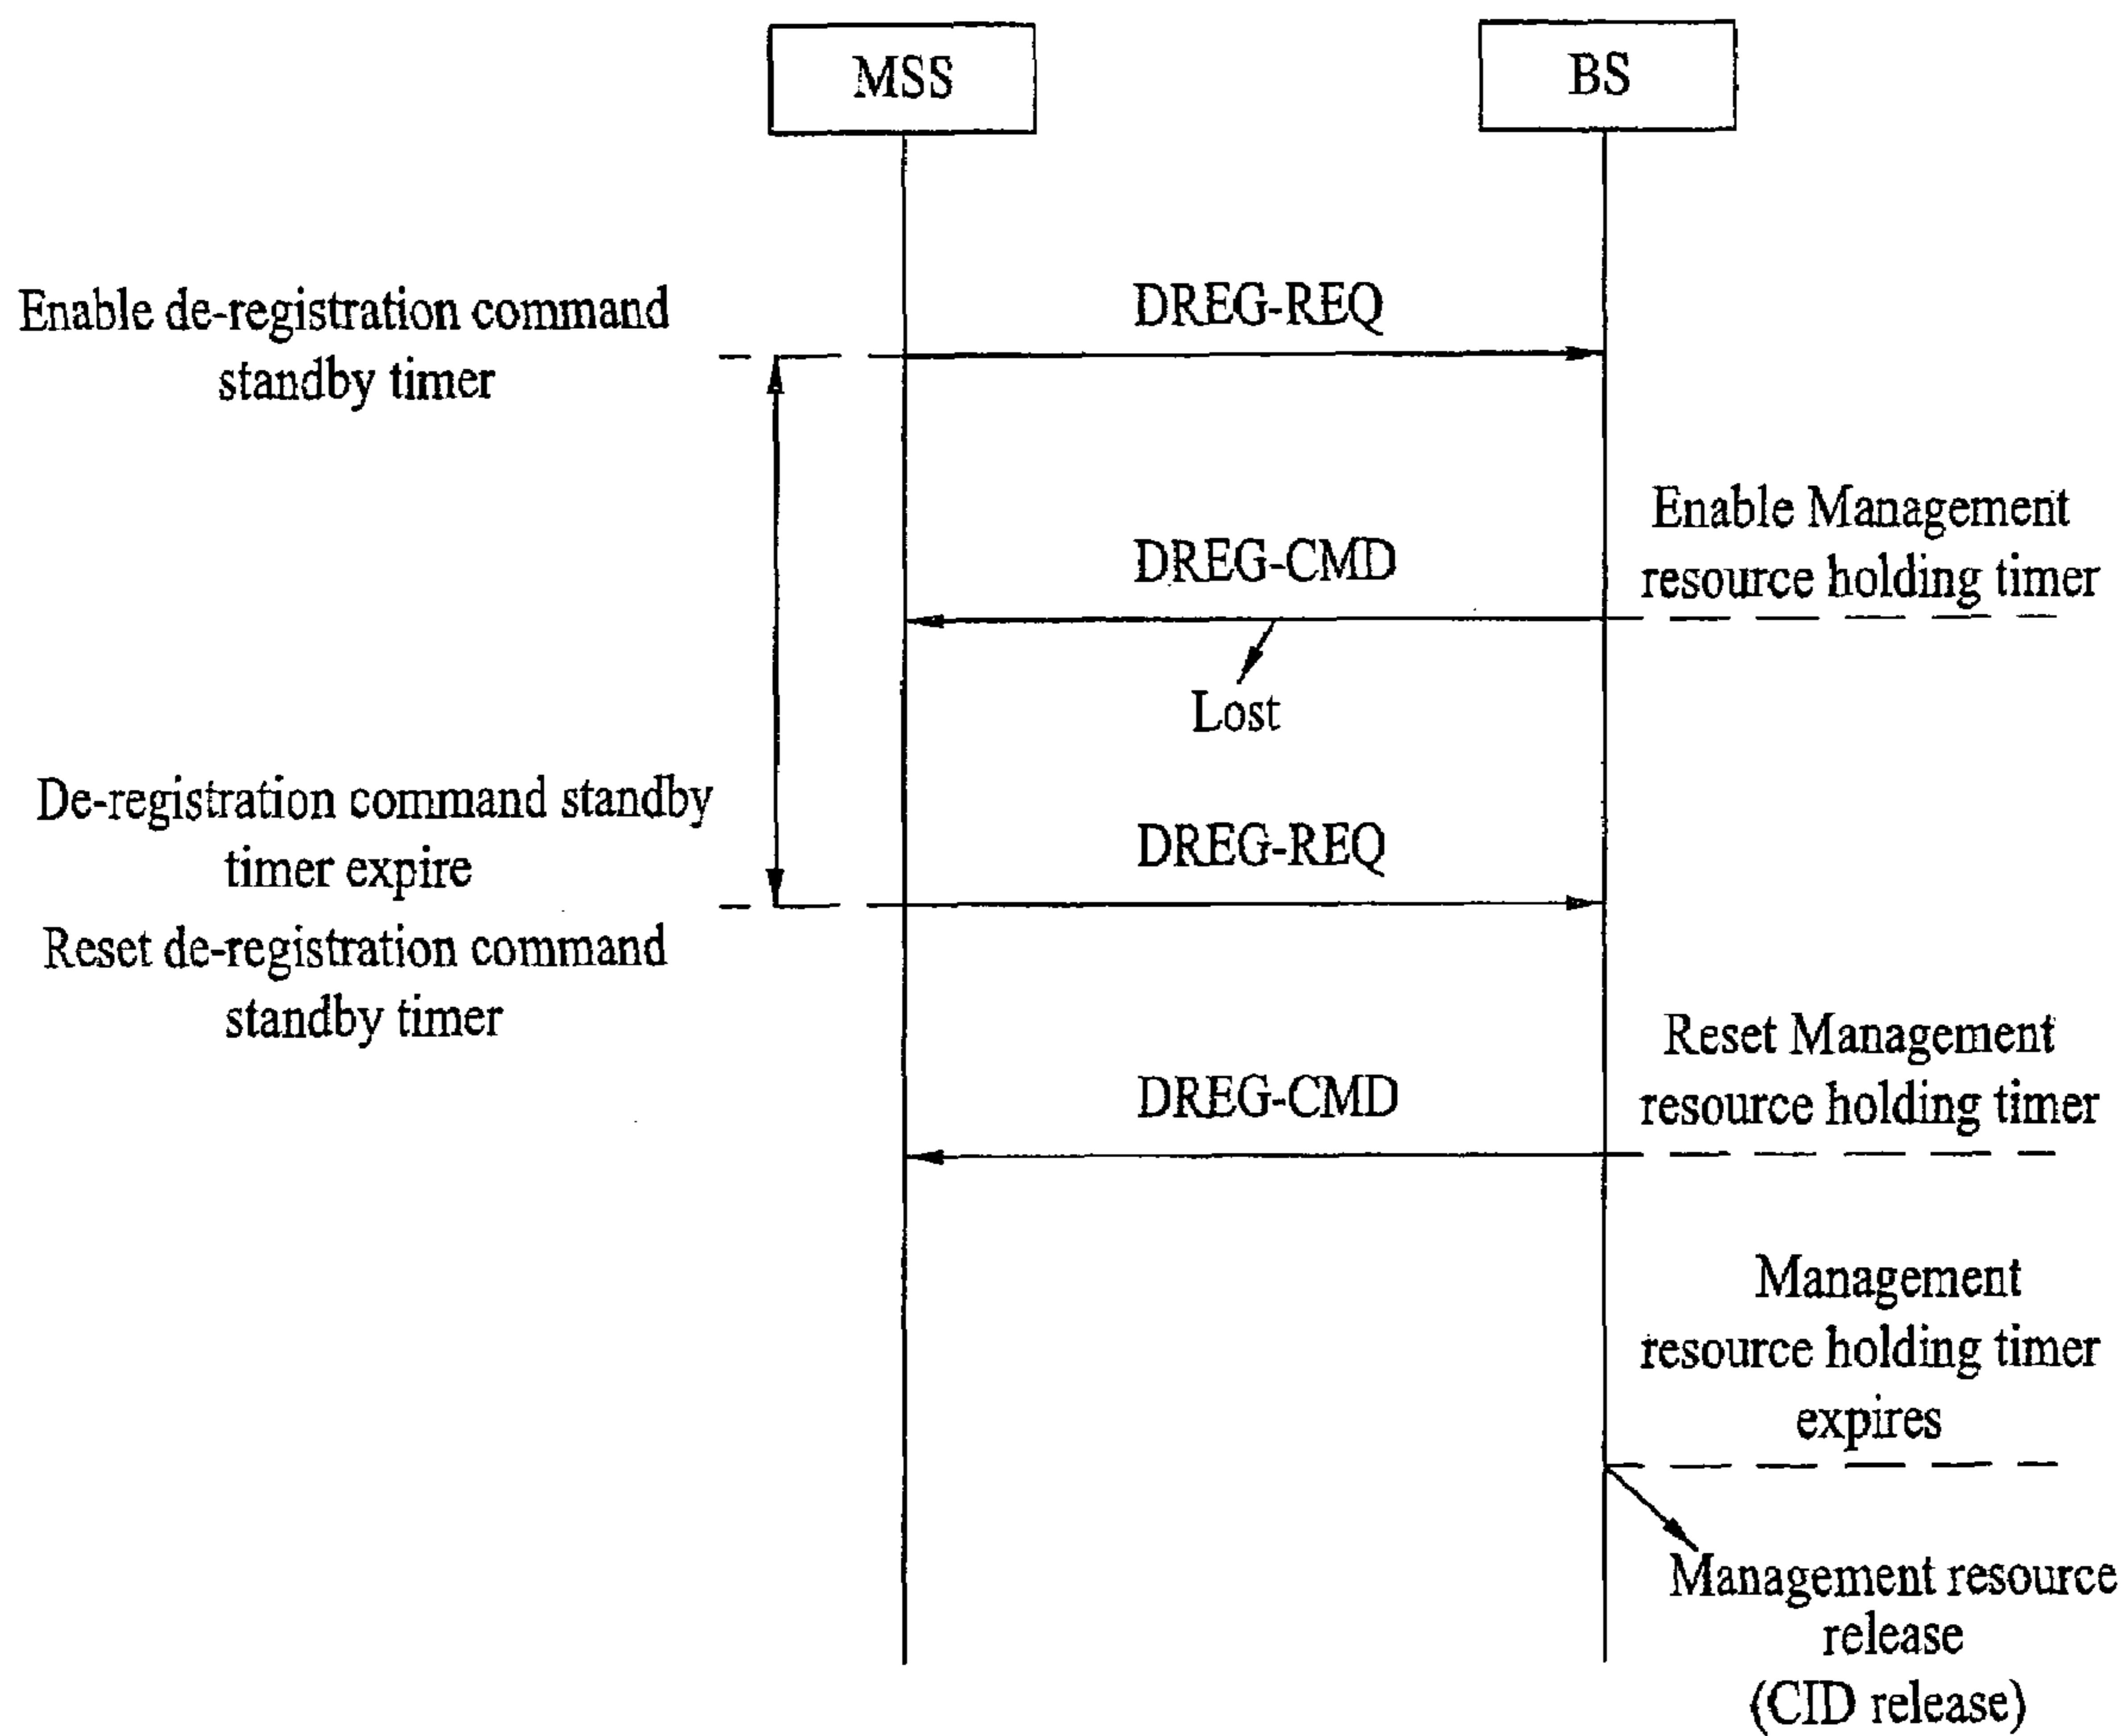 MSS
BS
Enable de-registration command
standby timer
DREG-REQ
Enable Management
resource holding timer
DREG-CMD
Lost
De-registration command standby
timer expire
DREG-REQ
Reset de-registration command
standby timer
Reset Management
resource holding timer
DREG-CMD
Management
resource holding timer
expires
Management resource
release
(CID release)